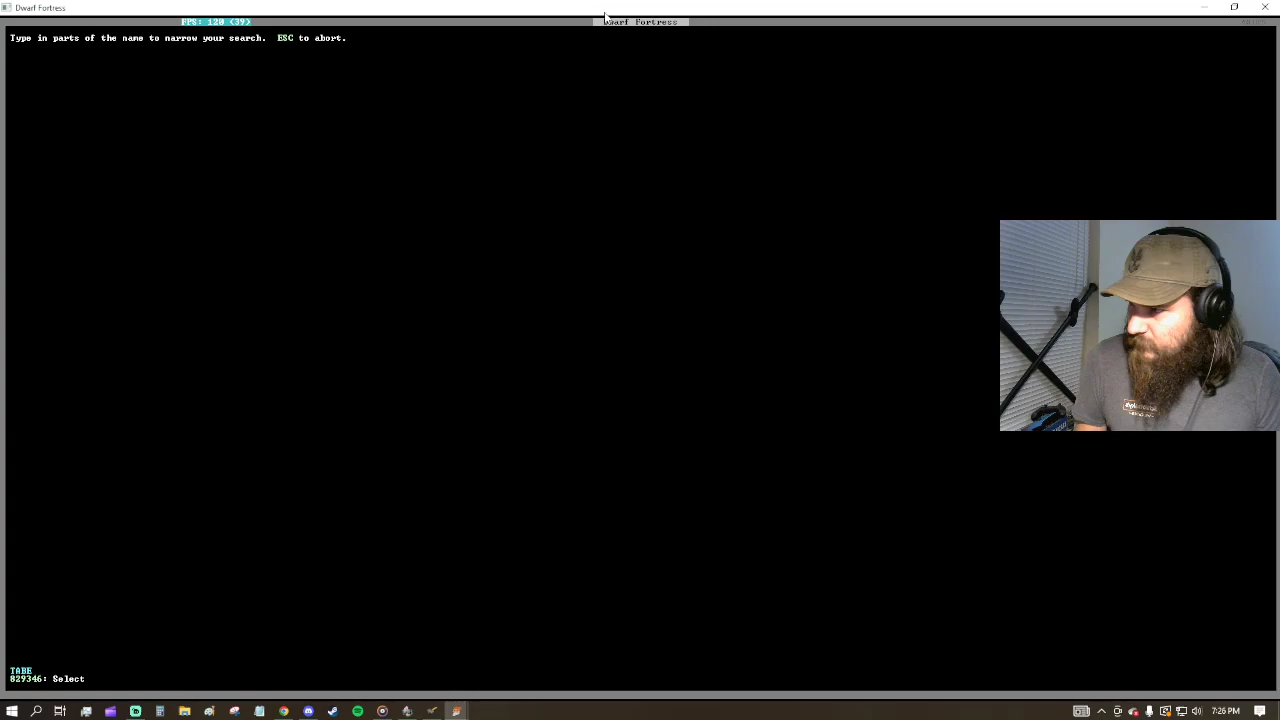 Dwarf Fortress
FPS: 120 (39)
Dwarf Fortress
Type in parts of the name to narrow your search.  ESC to abort.
TABE
829346: Select
7:26 PM